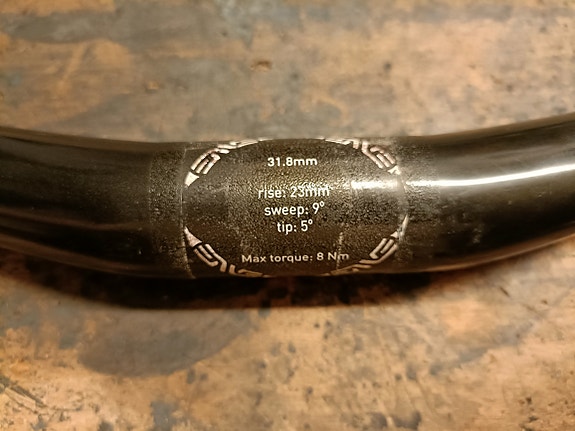 31.8mm
rise: 23mm
sweep: 9°
tip: 5°
Max torque: 8 Nm